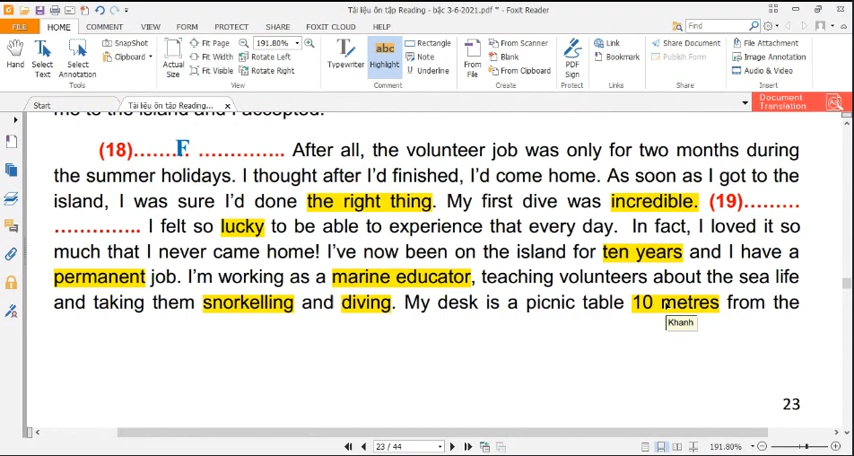 Tài liệu ôn tập Reading - bậc 3-6-2021.pdf * - Foxit Reader
FILE HOME COMMENT VIEW FORM PROTECT SHARE FOXIT CLOUD HELP Find
Hand
Select Text
Select Annotation
SnapShot
Clipboard
Tools
Actual Size
Fit Page
Fit Width
Fit Visible
191.80%
Rotate Left
Rotate Right
View
Typewriter
Highlight
Rectangle
Note
Underline
Comment
From File
From Scanner
Blank
From Clipboard
Create
PDF Sign
Protect
Link
Bookmark
Links
Share Document
Publish Form
Share
File Attachment
Image Annotation
Audio & Video
Insert
Start Tài liệu ôn tập Reading... Document Translation
me to the island and I accepted.
(18)....... F . .............. After all, the volunteer job was only for two months during
the summer holidays. I thought after I'd finished, I'd come home. As soon as I got to the
island, I was sure I'd done the right thing. My first dive was incredible. (19).........
.............. I felt so lucky to be able to experience that every day. In fact, I loved it so
much that I never came home! I've now been on the island for ten years and I have a
permanent job. I'm working as a marine educator, teaching volunteers about the sea life
and taking them snorkelling and diving. My desk is a picnic table 10 metres from the
Khanh
23
23 / 44 191.80%